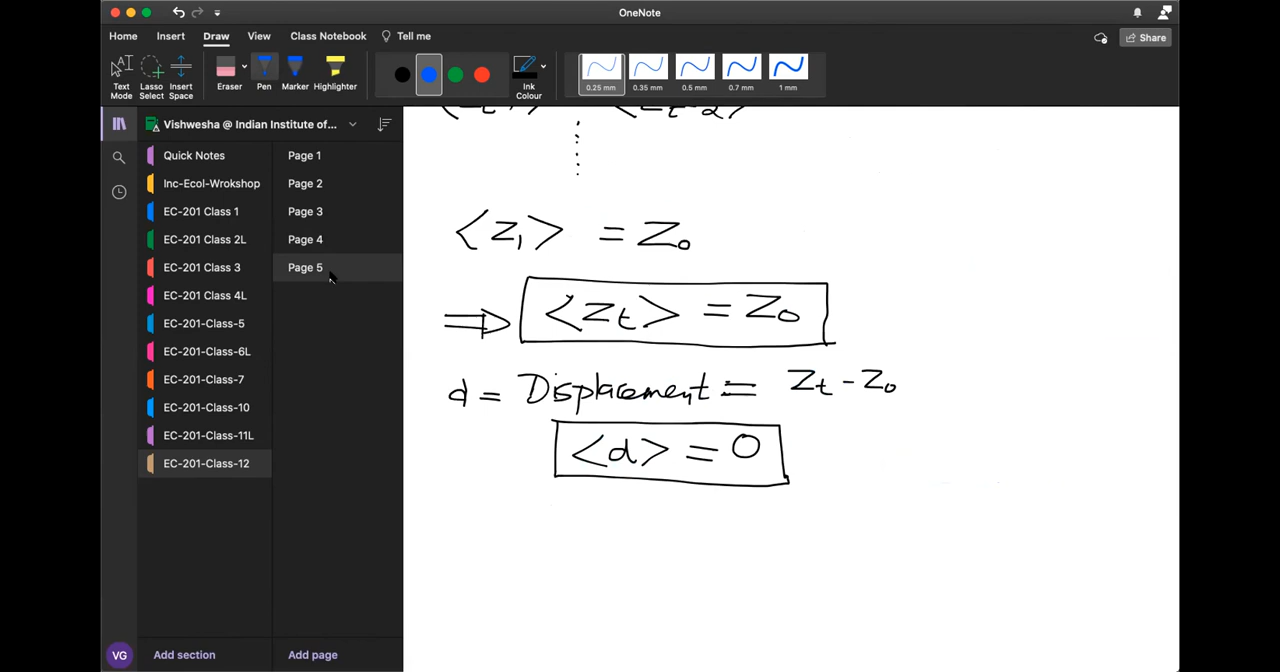 OneNote
Home Insert Draw View Class Notebook Tell me
Share
Text Mode
Lasso Select
Insert Space
Eraser
Pen
Marker
Highlighter
Ink Colour
0.25 mm
0.35 mm
0.5 mm
0.7 mm
1 mm
Vishwesha @ Indian Institute of...
Quick Notes
Inc-Ecol-Wrokshop
EC-201 Class 1
EC-201 Class 2L
EC-201 Class 3
EC-201 Class 4L
EC-201-Class-5
EC-201-Class-6L
EC-201-Class-7
EC-201-Class-10
EC-201-Class-11L
EC-201-Class-12
Page 1
Page 2
Page 3
Page 4
Page 5
<z₁> = Z₀
⟹ <Zt> = Z₀
d = Displacement = Zt - Z₀
<d> = 0
VG
Add section
Add page